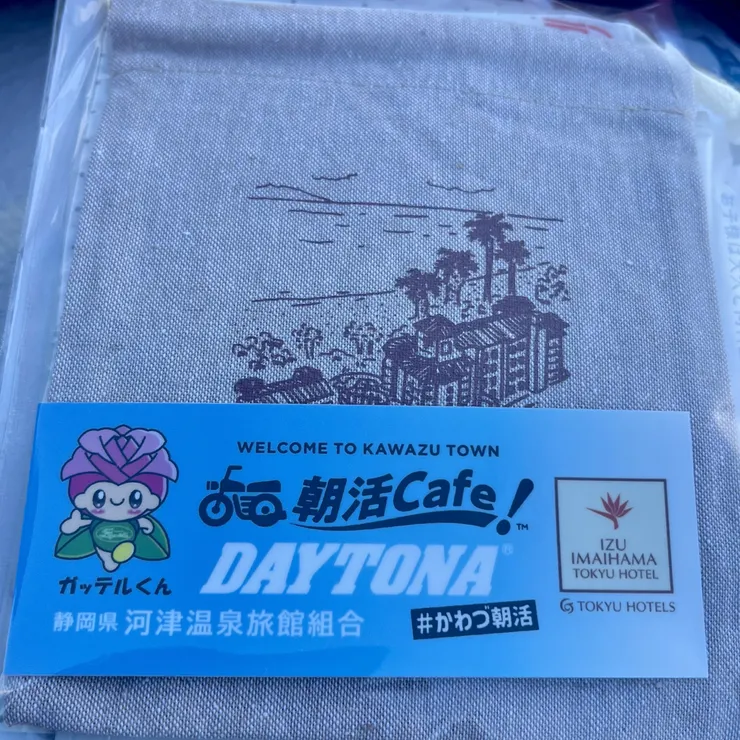 WELCOME TO KAWAZU TOWN
朝活Cafe!™
DAYTONA®
ガッテルくん
静岡県 河津温泉旅館組合
#かわづ朝活
IZU
IMAIHAMA
TOKYU HOTEL
TOKYU HOTELS